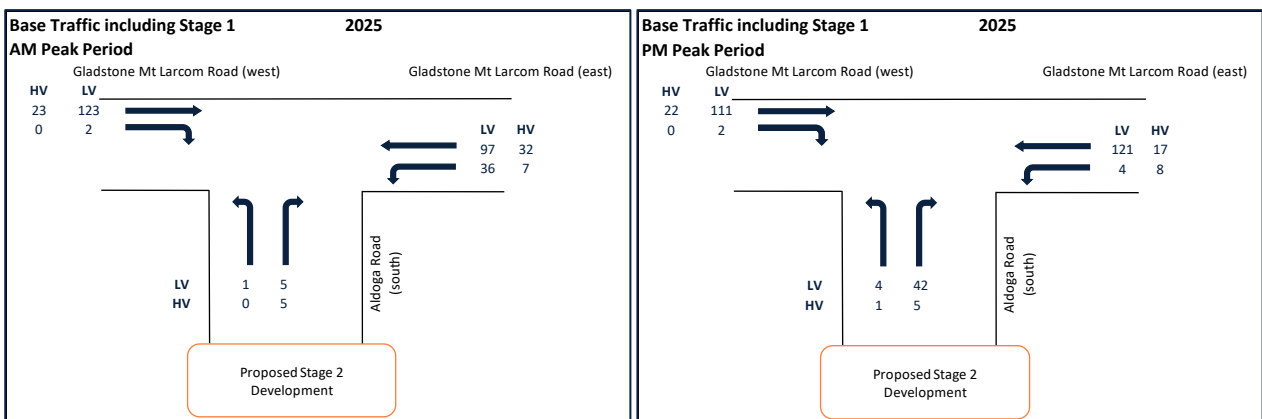 Base Traffic including Stage 1 2025
AM Peak Period
Gladstone Mt Larcom Road (west) Gladstone Mt Larcom Road (east)
HV LV
23 123
0 2
LV HV
97 32
36 7
Aldoga Road
(south)
LV 1 5
HV 0 5
Proposed Stage 2
Development
Base Traffic including Stage 1 2025
PM Peak Period
Gladstone Mt Larcom Road (west) Gladstone Mt Larcom Road (east)
HV LV
22 111
0 2
LV HV
121 17
4 8
Aldoga Road
(south)
LV 4 42
HV 1 5
Proposed Stage 2
Development